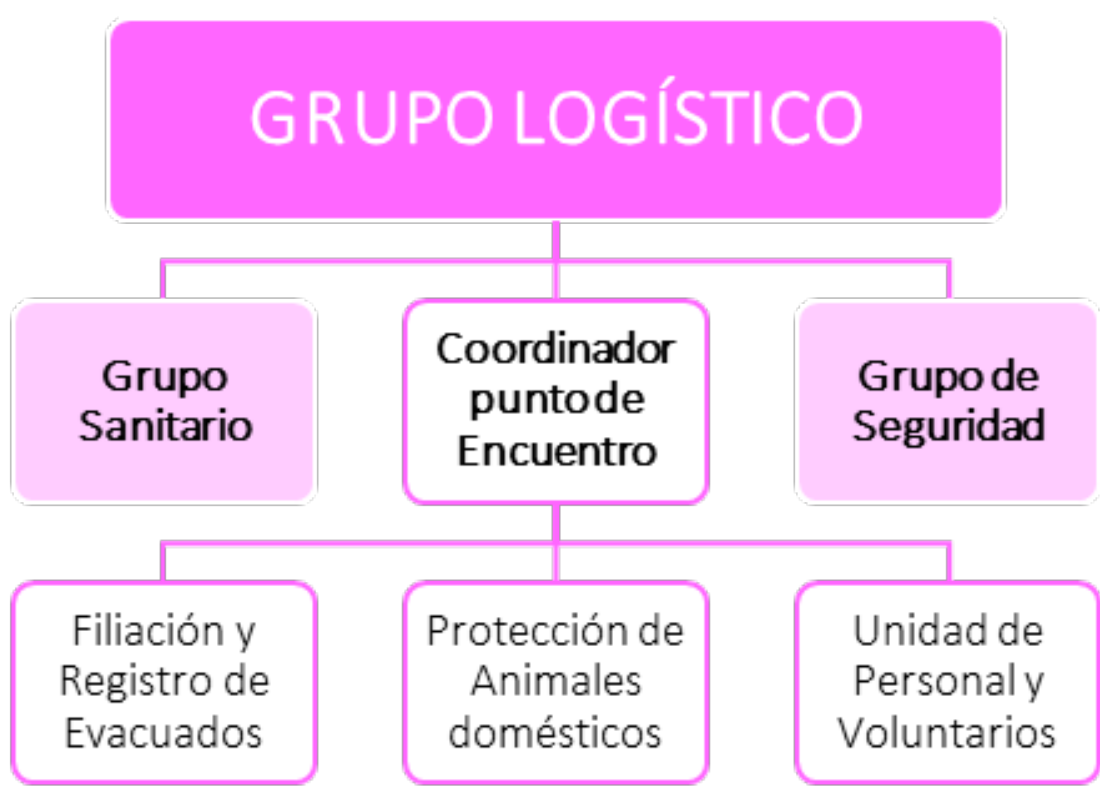 GRUPO LOGÍSTICO
Grupo
Sanitario
Coordinador
punto de
Encuentro
Grupo de
Seguridad
Filiación y
Registro de
Evacuados
Protección de
Animales
domésticos
Unidad de
Personal y
Voluntarios